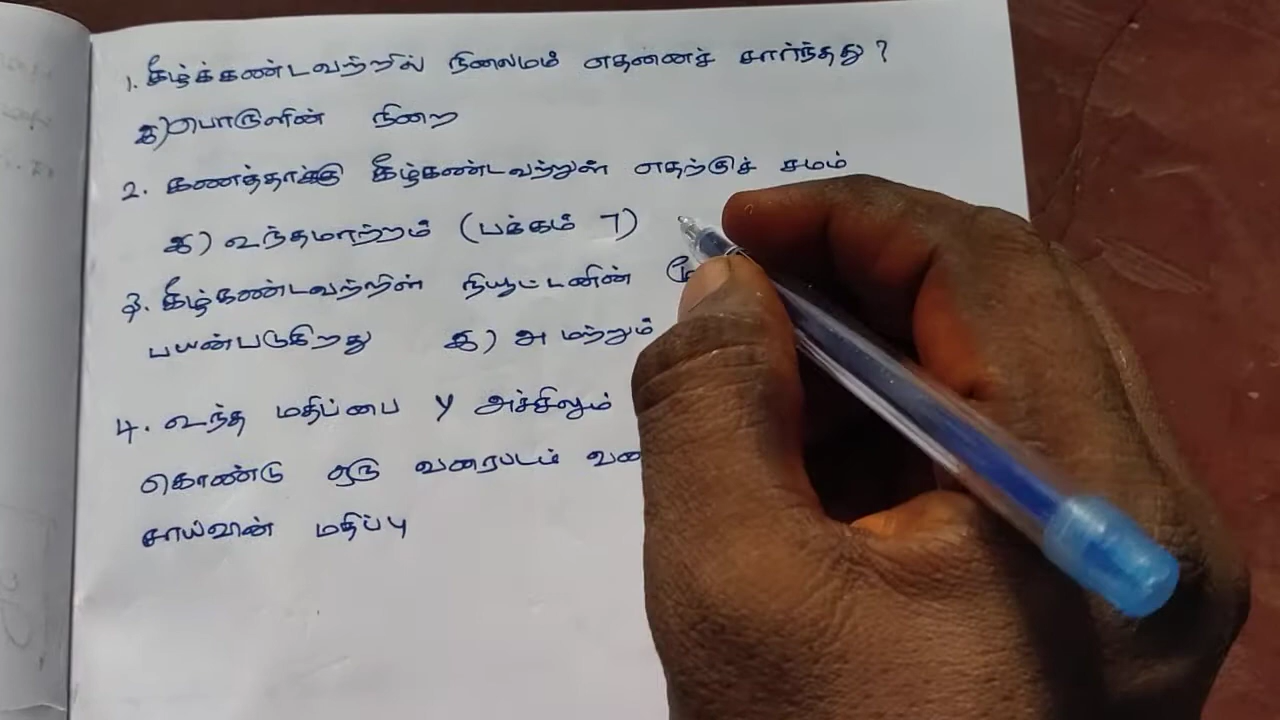 1. கீழ்க்கண்டவற்றில் நிலைமம் எதனைச் சார்ந்தது?
இ) பொருளின் நிறை
2. கணத்தாக்கு கீழ்கண்டவற்றுள் எதற்குச் சமம்
இ) உந்தமாற்றம் (பக்கம் 7)
3. கீழ்கண்டவற்றில் நியூட்டனின்
பயன்படுகிறது இ) அ மற்றும்
4. உந்த மதிப்பை y அச்சிலும்
கொண்டு ஒரு வரைபடம்
சாய்வின் மதிப்பு